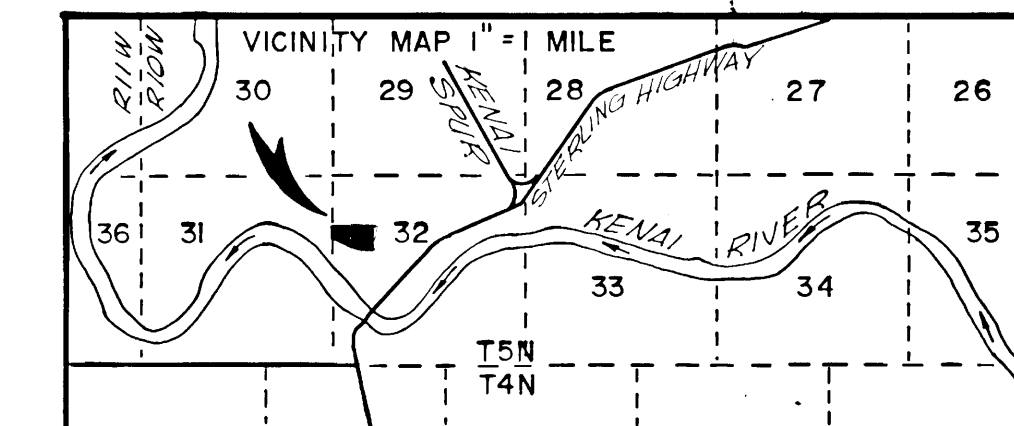 VICINITY MAP 1" = 1 MILE
R11W
R10W
30
29
KENAI
SPUR
28
STERLING HIGHWAY
27
26
36
31
32
KENAI RIVER
33
34
35
T5N
T4N